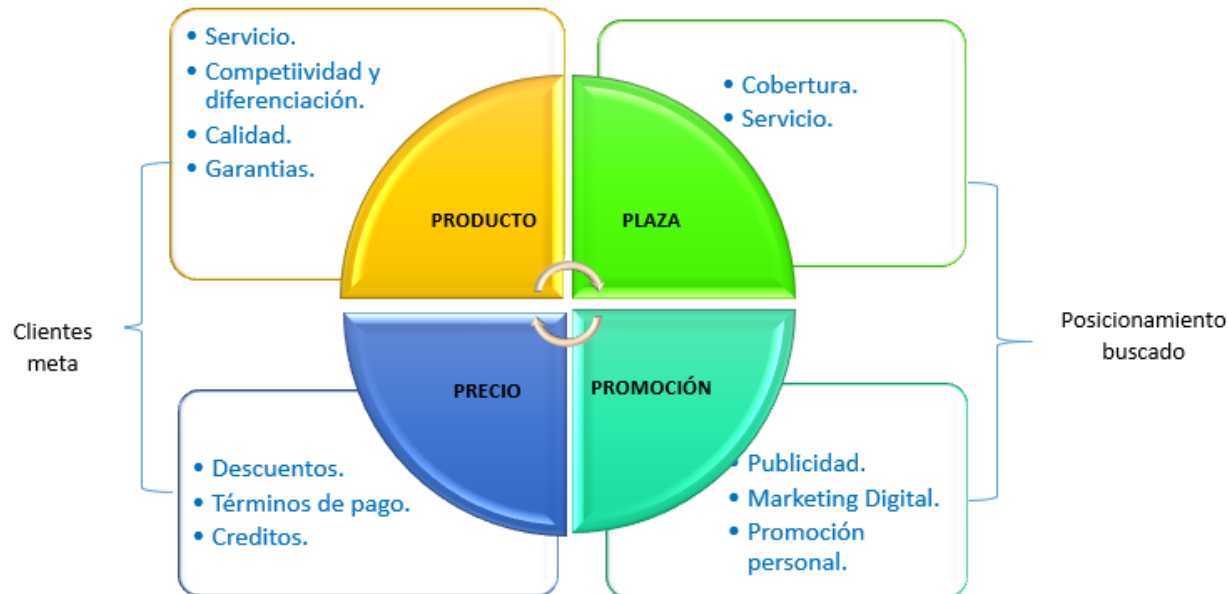 • Servicio.
• Competiividad y
diferenciación.
• Calidad.
• Garantias.
• Cobertura.
• Servicio.
PRODUCTO
PLAZA
Clientes
meta
Posicionamiento
buscado
PRECIO
PROMOCIÓN
• Descuentos.
• Términos de pago.
• Creditos.
• Publicidad.
• Marketing Digital.
• Promoción
personal.